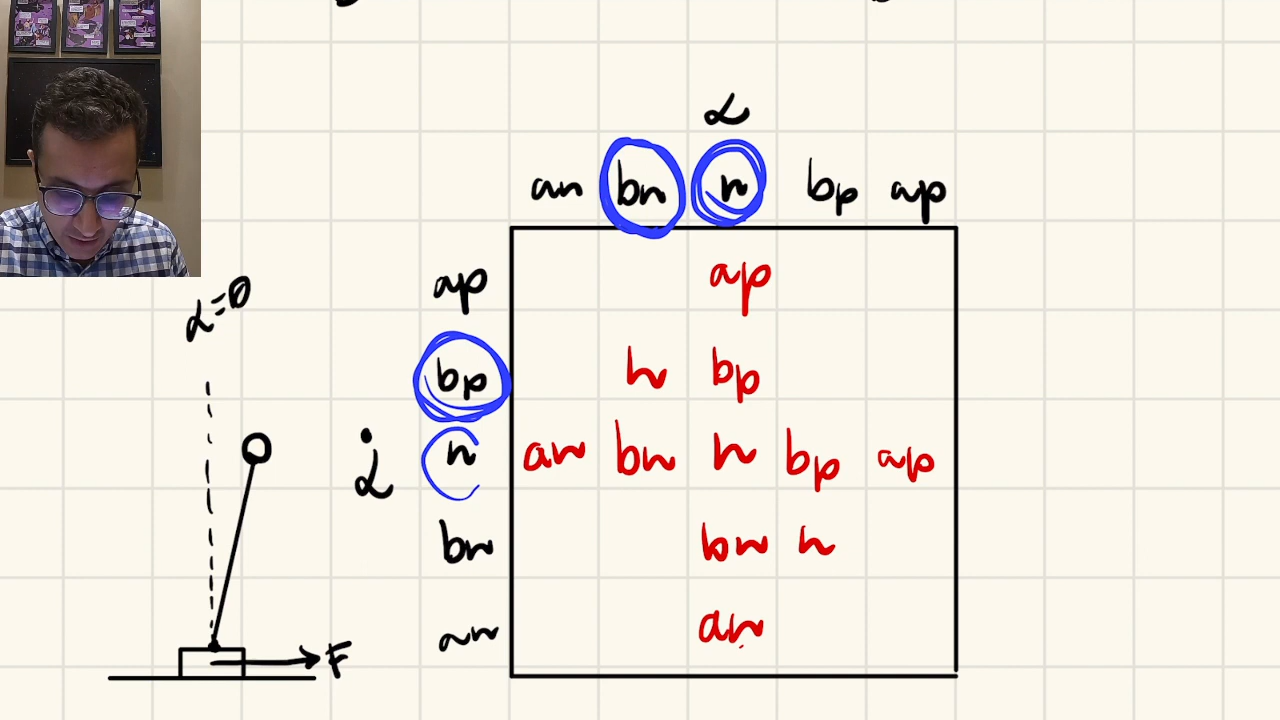 α
an bn n bp ap
ap ap
α=0
bp n bp
α̇
n an bn n bp ap
bn bn n
an an
F